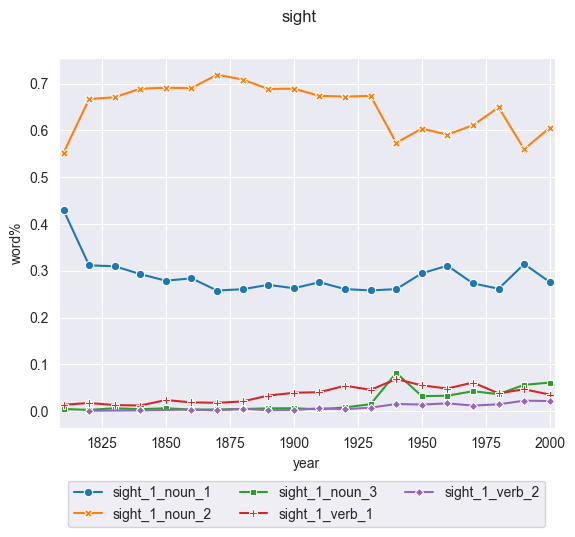 sight
0.7
0.6
0.5
0.4
0.3
0.2
0.1
0.0
word%
1825 1850 1875 1900 1925 1950 1975 2000
year
sight_1_noun_1 sight_1_noun_3 sight_1_verb_2
sight_1_noun_2 sight_1_verb_1